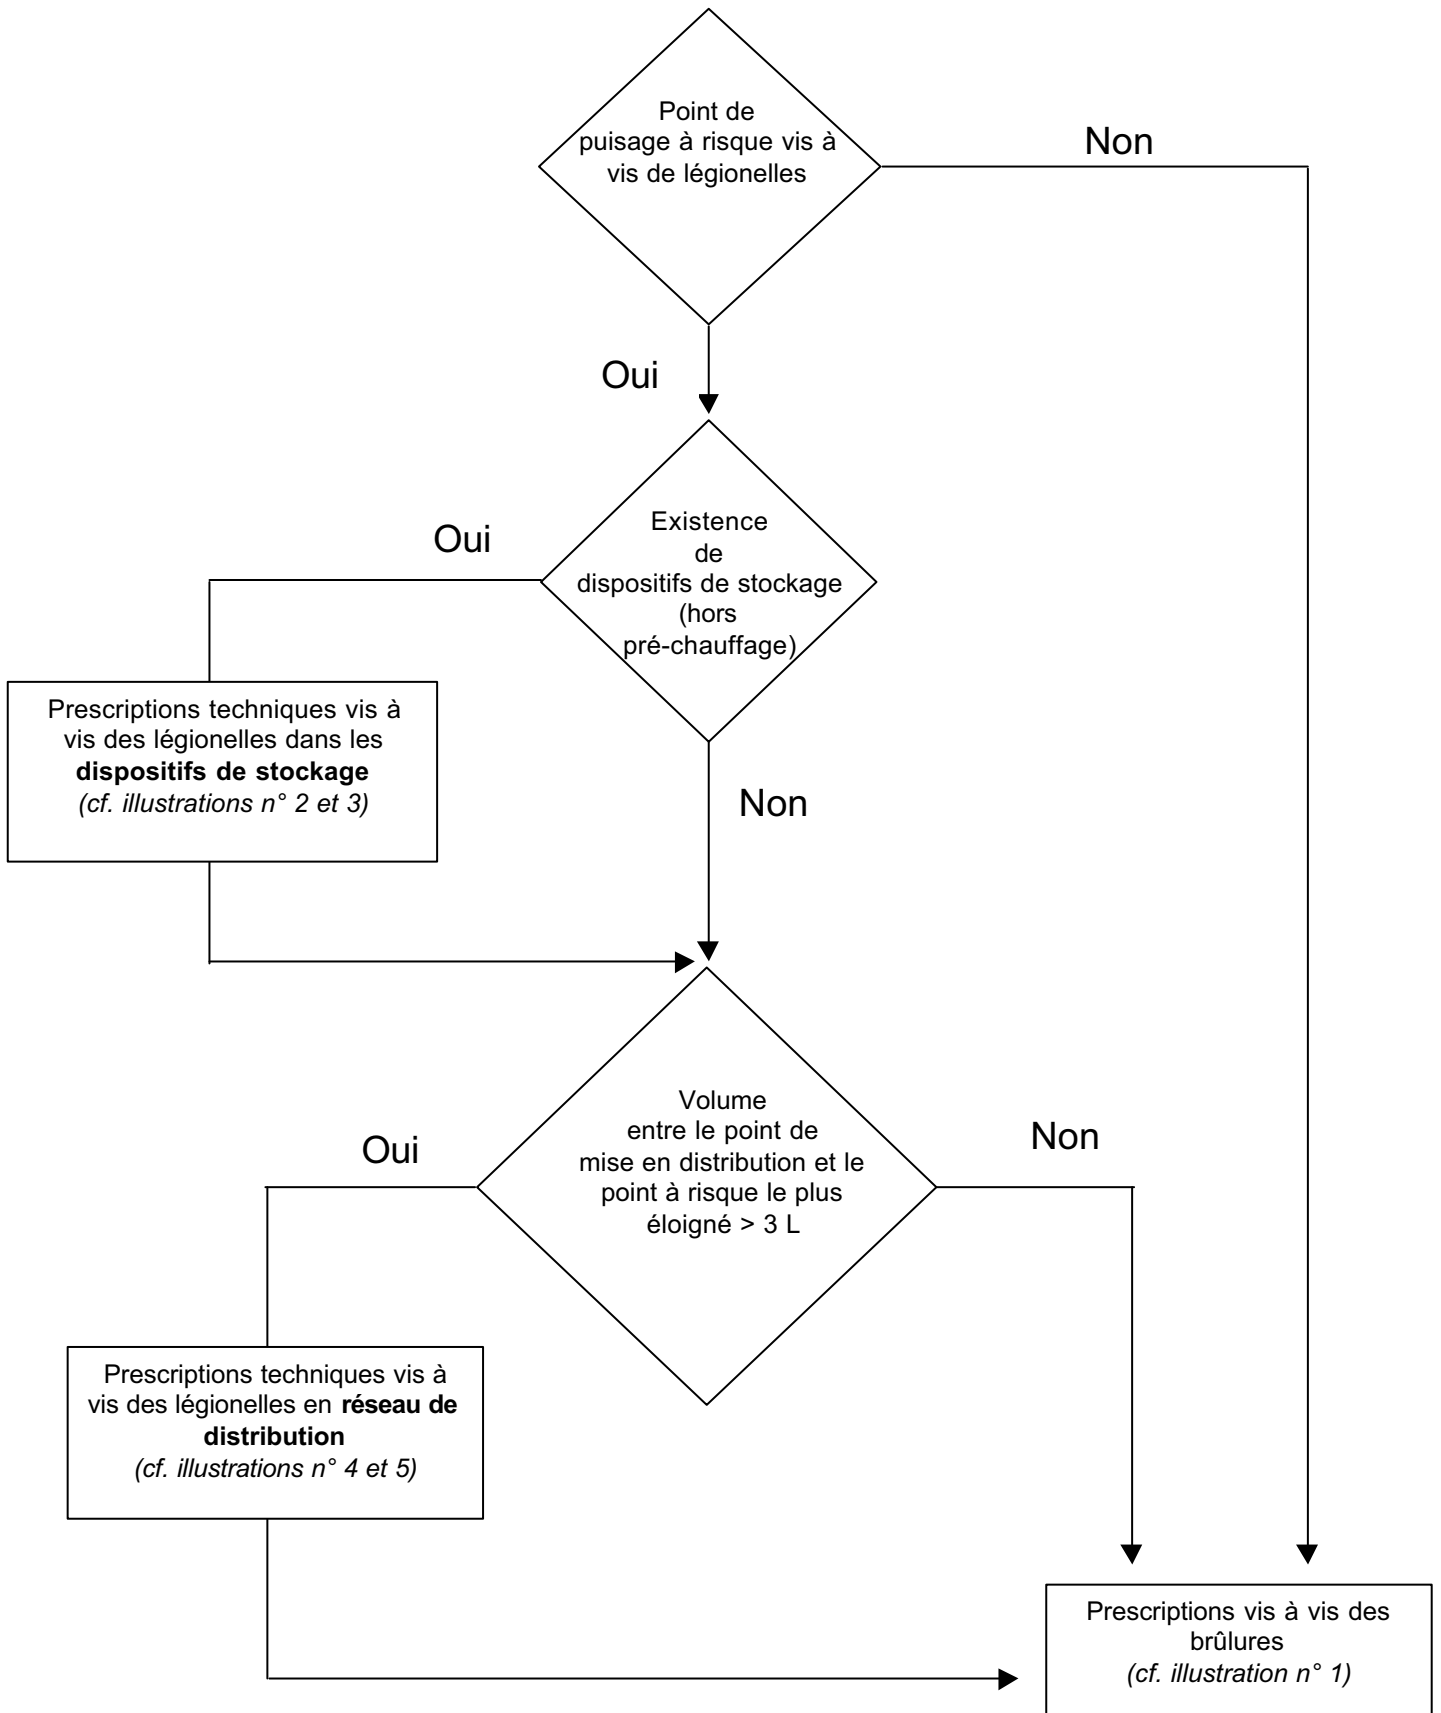 Point de
puisage à risque vis à
vis de légionelles
Non
Oui
Existence
de
dispositifs de stockage
(hors
pré-chauffage)
Oui
Prescriptions techniques vis à
vis des légionelles dans les
dispositifs de stockage
(cf. illustrations n° 2 et 3)
Non
Volume
entre le point de
mise en distribution et le
point à risque le plus
éloigné > 3 L
Oui
Non
Prescriptions techniques vis à
vis des légionelles en réseau de
distribution
(cf. illustrations n° 4 et 5)
Prescriptions vis à vis des
brûlures
(cf. illustration n° 1)